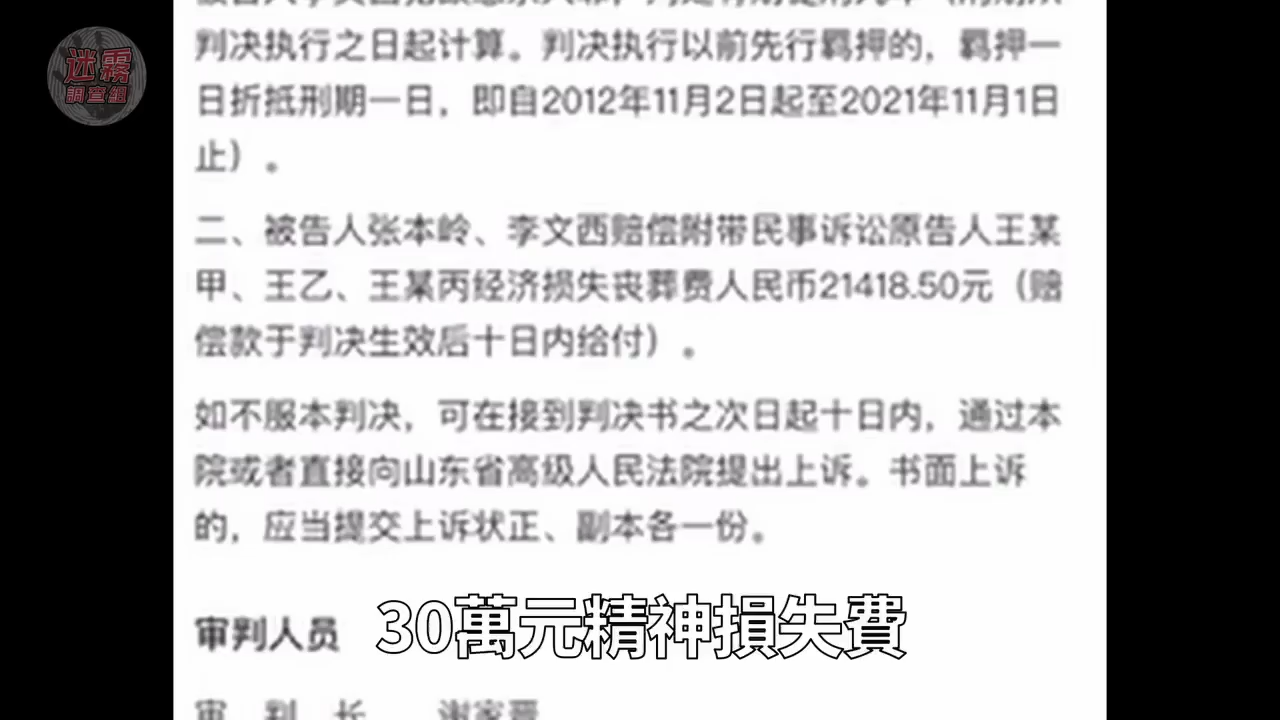 迷霧
調查組
判决执行之日起计算。判决执行以前先行羁押的，羁押一
日折抵刑期一日，即自2012年11月2日起至2021年11月1日
止）。
二、被告人张本岭、李文西赔偿附带民事诉讼原告人王某
甲、王乙、王某丙经济损失丧葬费人民币21418.50元（赔
偿款于判决生效后十日内给付）。
如不服本判决，可在接到判决书之次日起十日内，通过本
院或者直接向山东省高级人民法院提出上诉。书面上诉
的，应当提交上诉状正、副本各一份。
审判人员
30萬元精神損失費
审 判 长